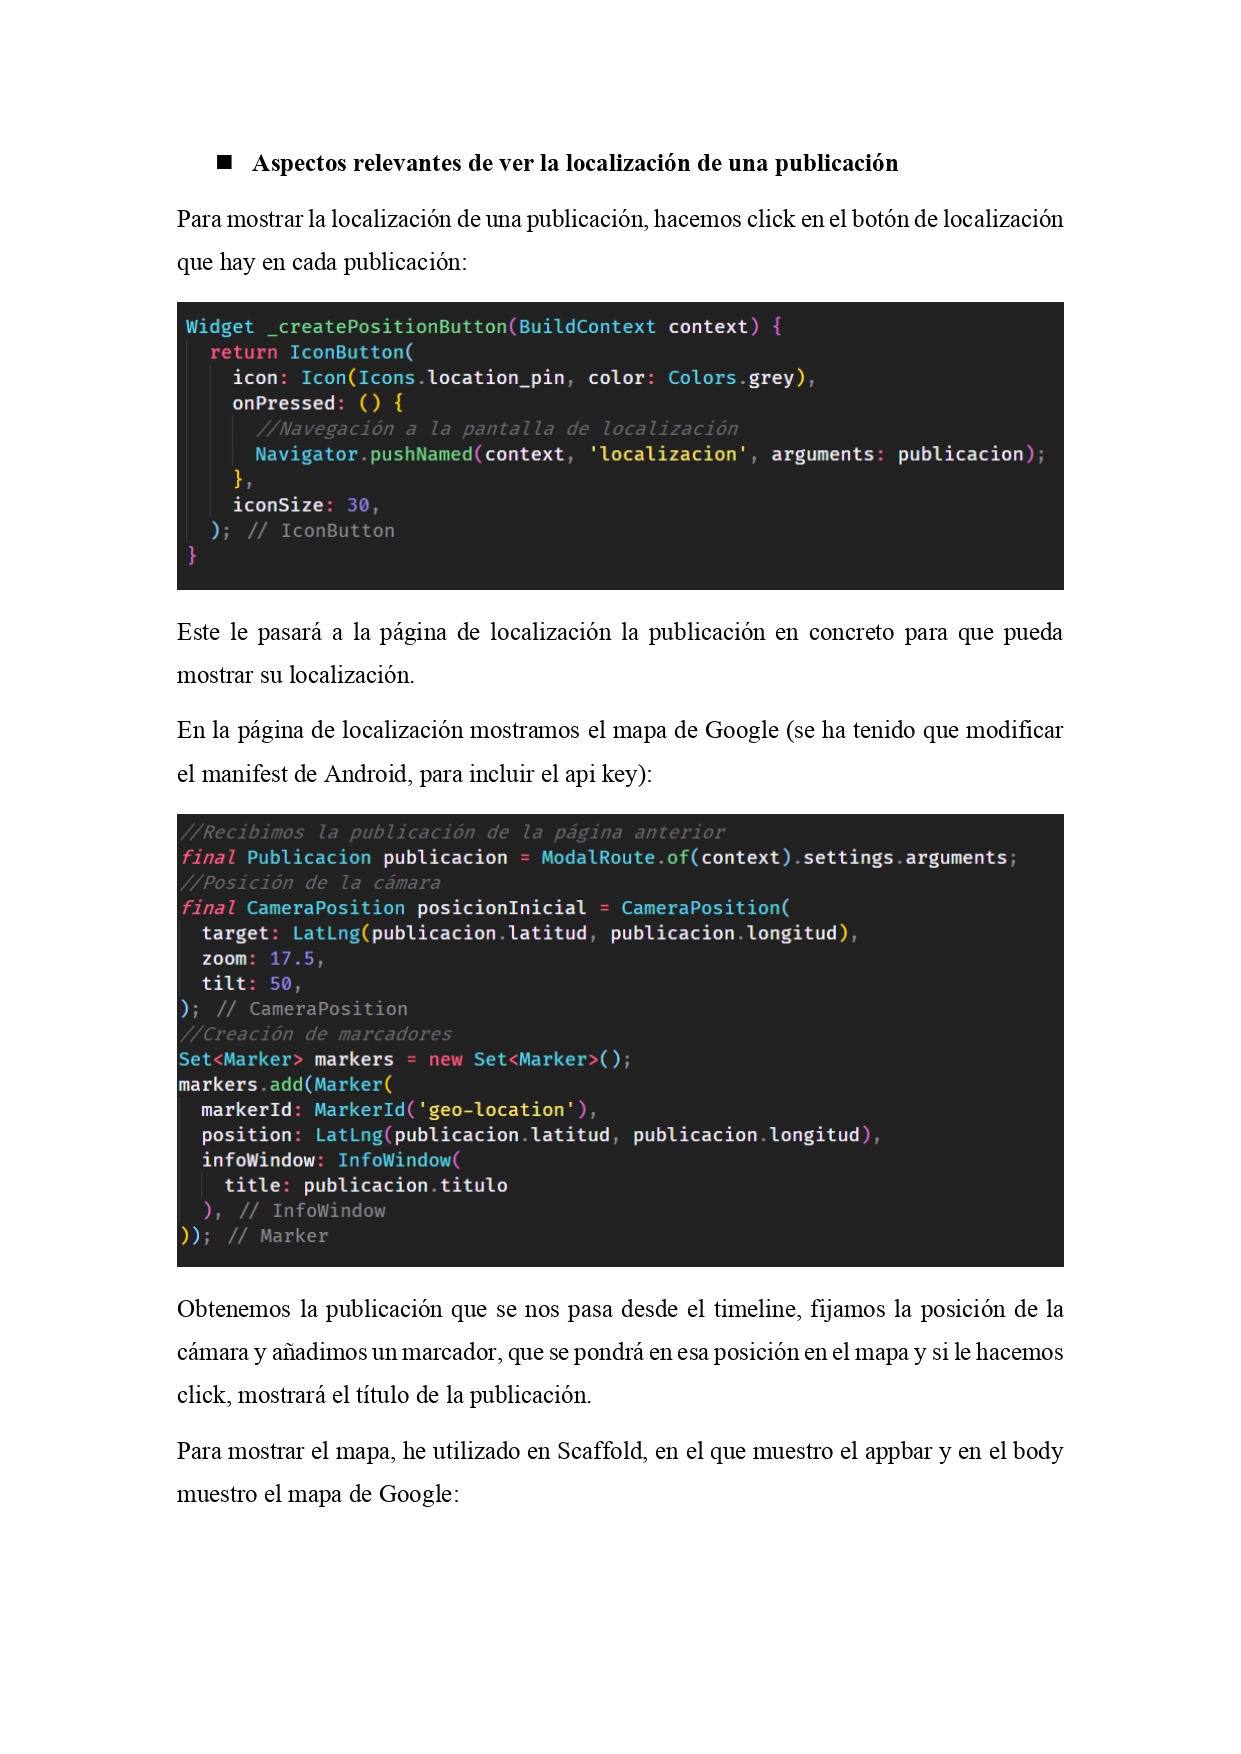 ■ Aspectos relevantes de ver la localización de una publicación
Para mostrar la localización de una publicación, hacemos click en el botón de localización
que hay en cada publicación:
Widget _createPositionButton(BuildContext context) {
  return IconButton(
    icon: Icon(Icons.location_pin, color: Colors.grey),
    onPressed: () {
      //Navegación a la pantalla de localización
      Navigator.pushNamed(context, 'localizacion', arguments: publicacion);
    },
    iconSize: 30,
  ); // IconButton
}
Este le pasará a la página de localización la publicación en concreto para que pueda
mostrar su localización.
En la página de localización mostramos el mapa de Google (se ha tenido que modificar
el manifest de Android, para incluir el api key):
//Recibimos la publicación de la página anterior
final Publicacion publicacion = ModalRoute.of(context).settings.arguments;
//Posición de la cámara
final CameraPosition posicionInicial = CameraPosition(
  target: LatLng(publicacion.latitud, publicacion.longitud),
  zoom: 17.5,
  tilt: 50,
); // CameraPosition
//Creación de marcadores
Set<Marker> markers = new Set<Marker>();
markers.add(Marker(
  markerId: MarkerId('geo-location'),
  position: LatLng(publicacion.latitud, publicacion.longitud),
  infoWindow: InfoWindow(
    title: publicacion.titulo
  ), // InfoWindow
)); // Marker
Obtenemos la publicación que se nos pasa desde el timeline, fijamos la posición de la
cámara y añadimos un marcador, que se pondrá en esa posición en el mapa y si le hacemos
click, mostrará el título de la publicación.
Para mostrar el mapa, he utilizado en Scaffold, en el que muestro el appbar y en el body
muestro el mapa de Google: